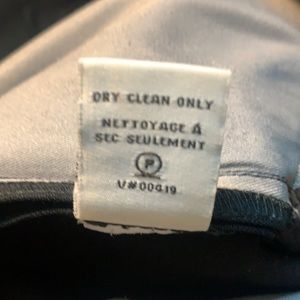 DRY CLEAN ONLY
NETTOYAGE À
SEC SEULEMENT
P
V#00419